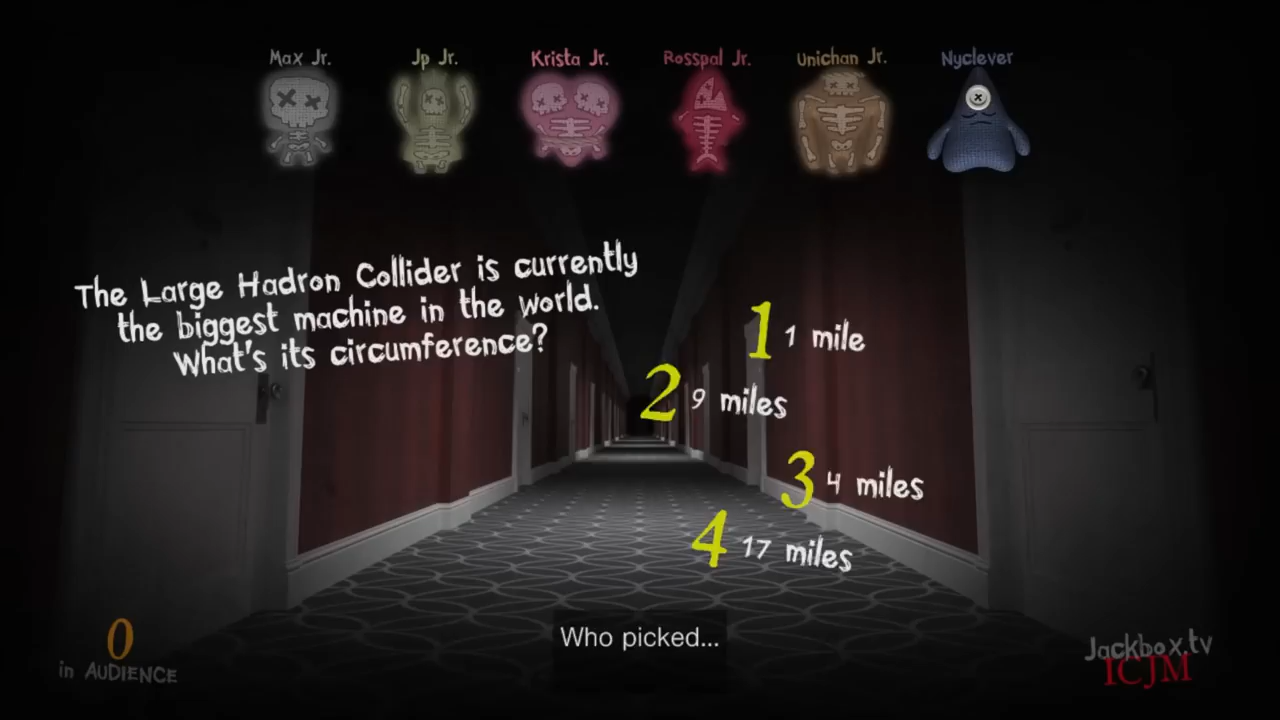 Max Jr.
Jp Jr.
Krista Jr.
Rosspal Jr.
Unichan Jr.
Nyclever
The Large Hadron Collider is currently
the biggest machine in the world.
What's its circumference?
1 1 mile
2 9 miles
3 4 miles
4 17 miles
Who picked...
0
in AUDIENCE
Jackbox.tv
ICJM